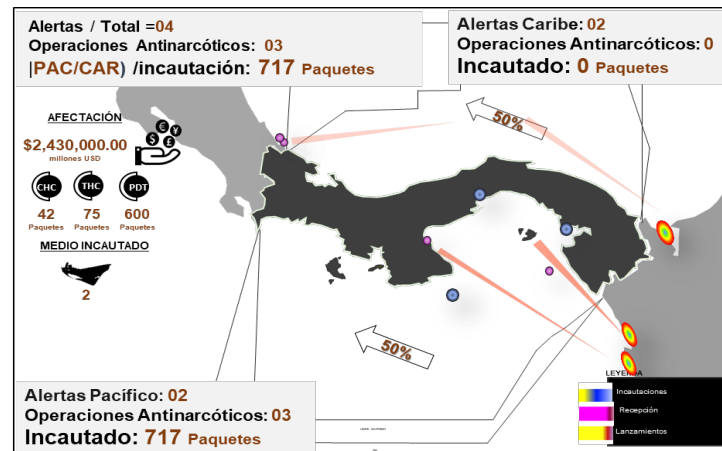 Alertas / Total =04
Operaciones Antinarcóticos: 03
|PAC/CAR) /incautación: 717 Paquetes
Alertas Caribe: 02
Operaciones Antinarcóticos: 0
Incautado: 0 Paquetes
AFECTACIÓN
$2,430,000.00
millones USD
CHC THC PDT
42 75 600
Paquetes Paquetes Paquetes
MEDIO INCAUTADO
2
50%
50%
Alertas Pacífico: 02
Operaciones Antinarcóticos: 03
Incautado: 717 Paquetes
LEYENDA
Incautaciones
Recepción
Lanzamientos